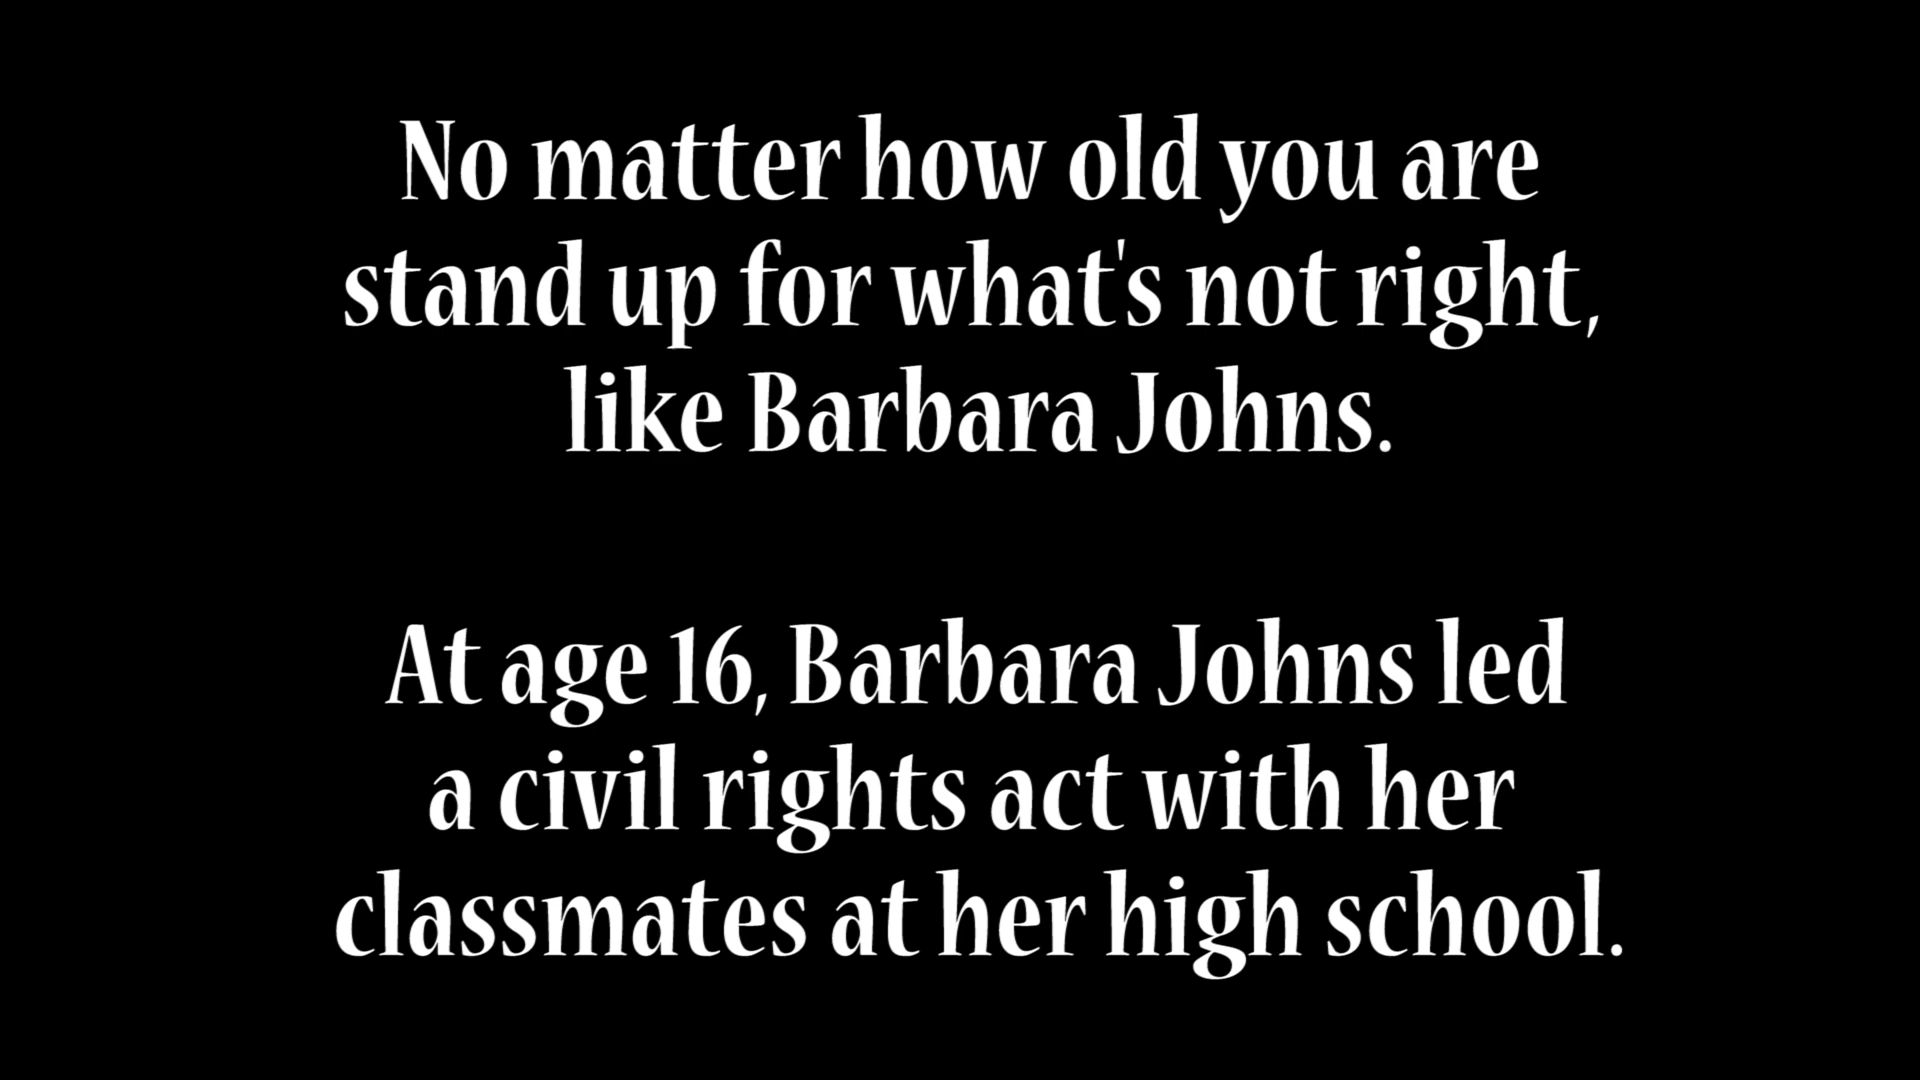 No matter how old you are
stand up for what's not right,
like Barbara Johns.
At age 16, Barbara Johns led
a civil rights act with her
classmates at her high school.